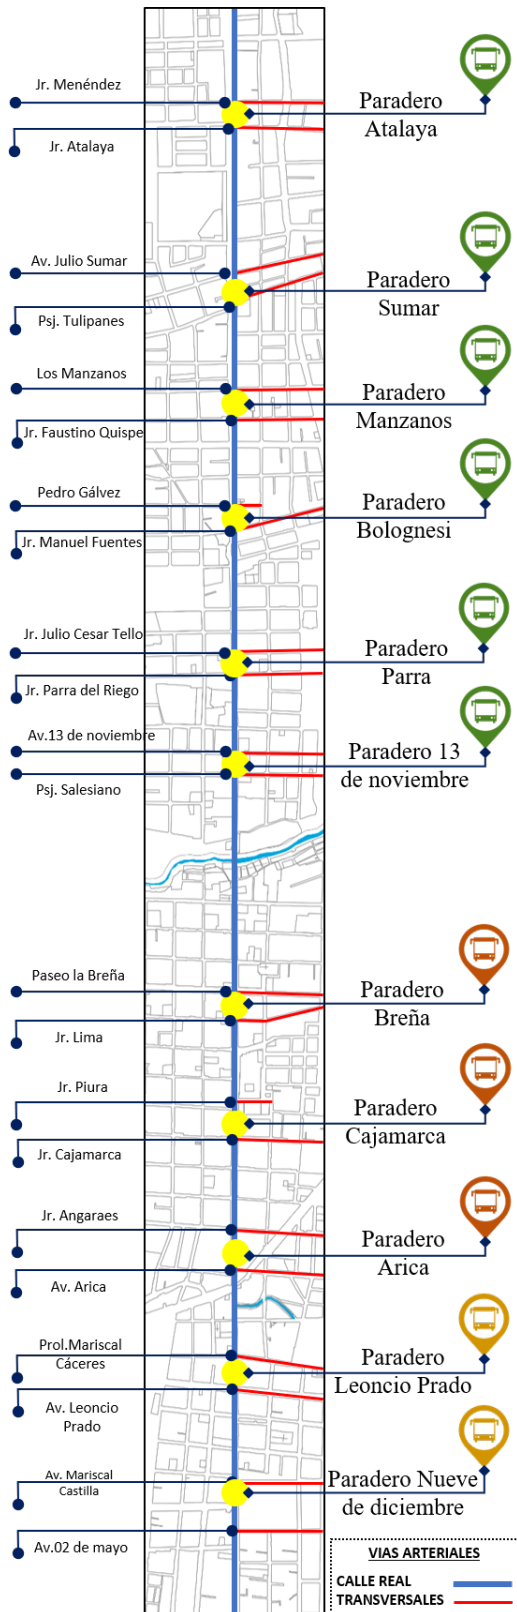 Jr. Menéndez
Paradero
Atalaya
Jr. Atalaya
Av. Julio Sumar
Paradero
Sumar
Psj. Tulipanes
Los Manzanos
Paradero
Manzanos
Jr. Faustino Quispe
Pedro Gálvez
Paradero
Bolognesi
Jr. Manuel Fuentes
Jr. Julio Cesar Tello
Paradero
Parra
Jr. Parra del Riego
Av.13 de noviembre
Paradero 13
de noviembre
Psj. Salesiano
Paseo la Breña
Paradero
Breña
Jr. Lima
Jr. Piura
Paradero
Cajamarca
Jr. Cajamarca
Jr. Angaraes
Paradero
Arica
Av. Arica
Prol.Mariscal
Cáceres
Paradero
Leoncio Prado
Av. Leoncio
Prado
Av. Mariscal
Castilla
Paradero Nueve
de diciembre
Av.02 de mayo
VIAS ARTERIALES
CALLE REAL
TRANSVERSALES